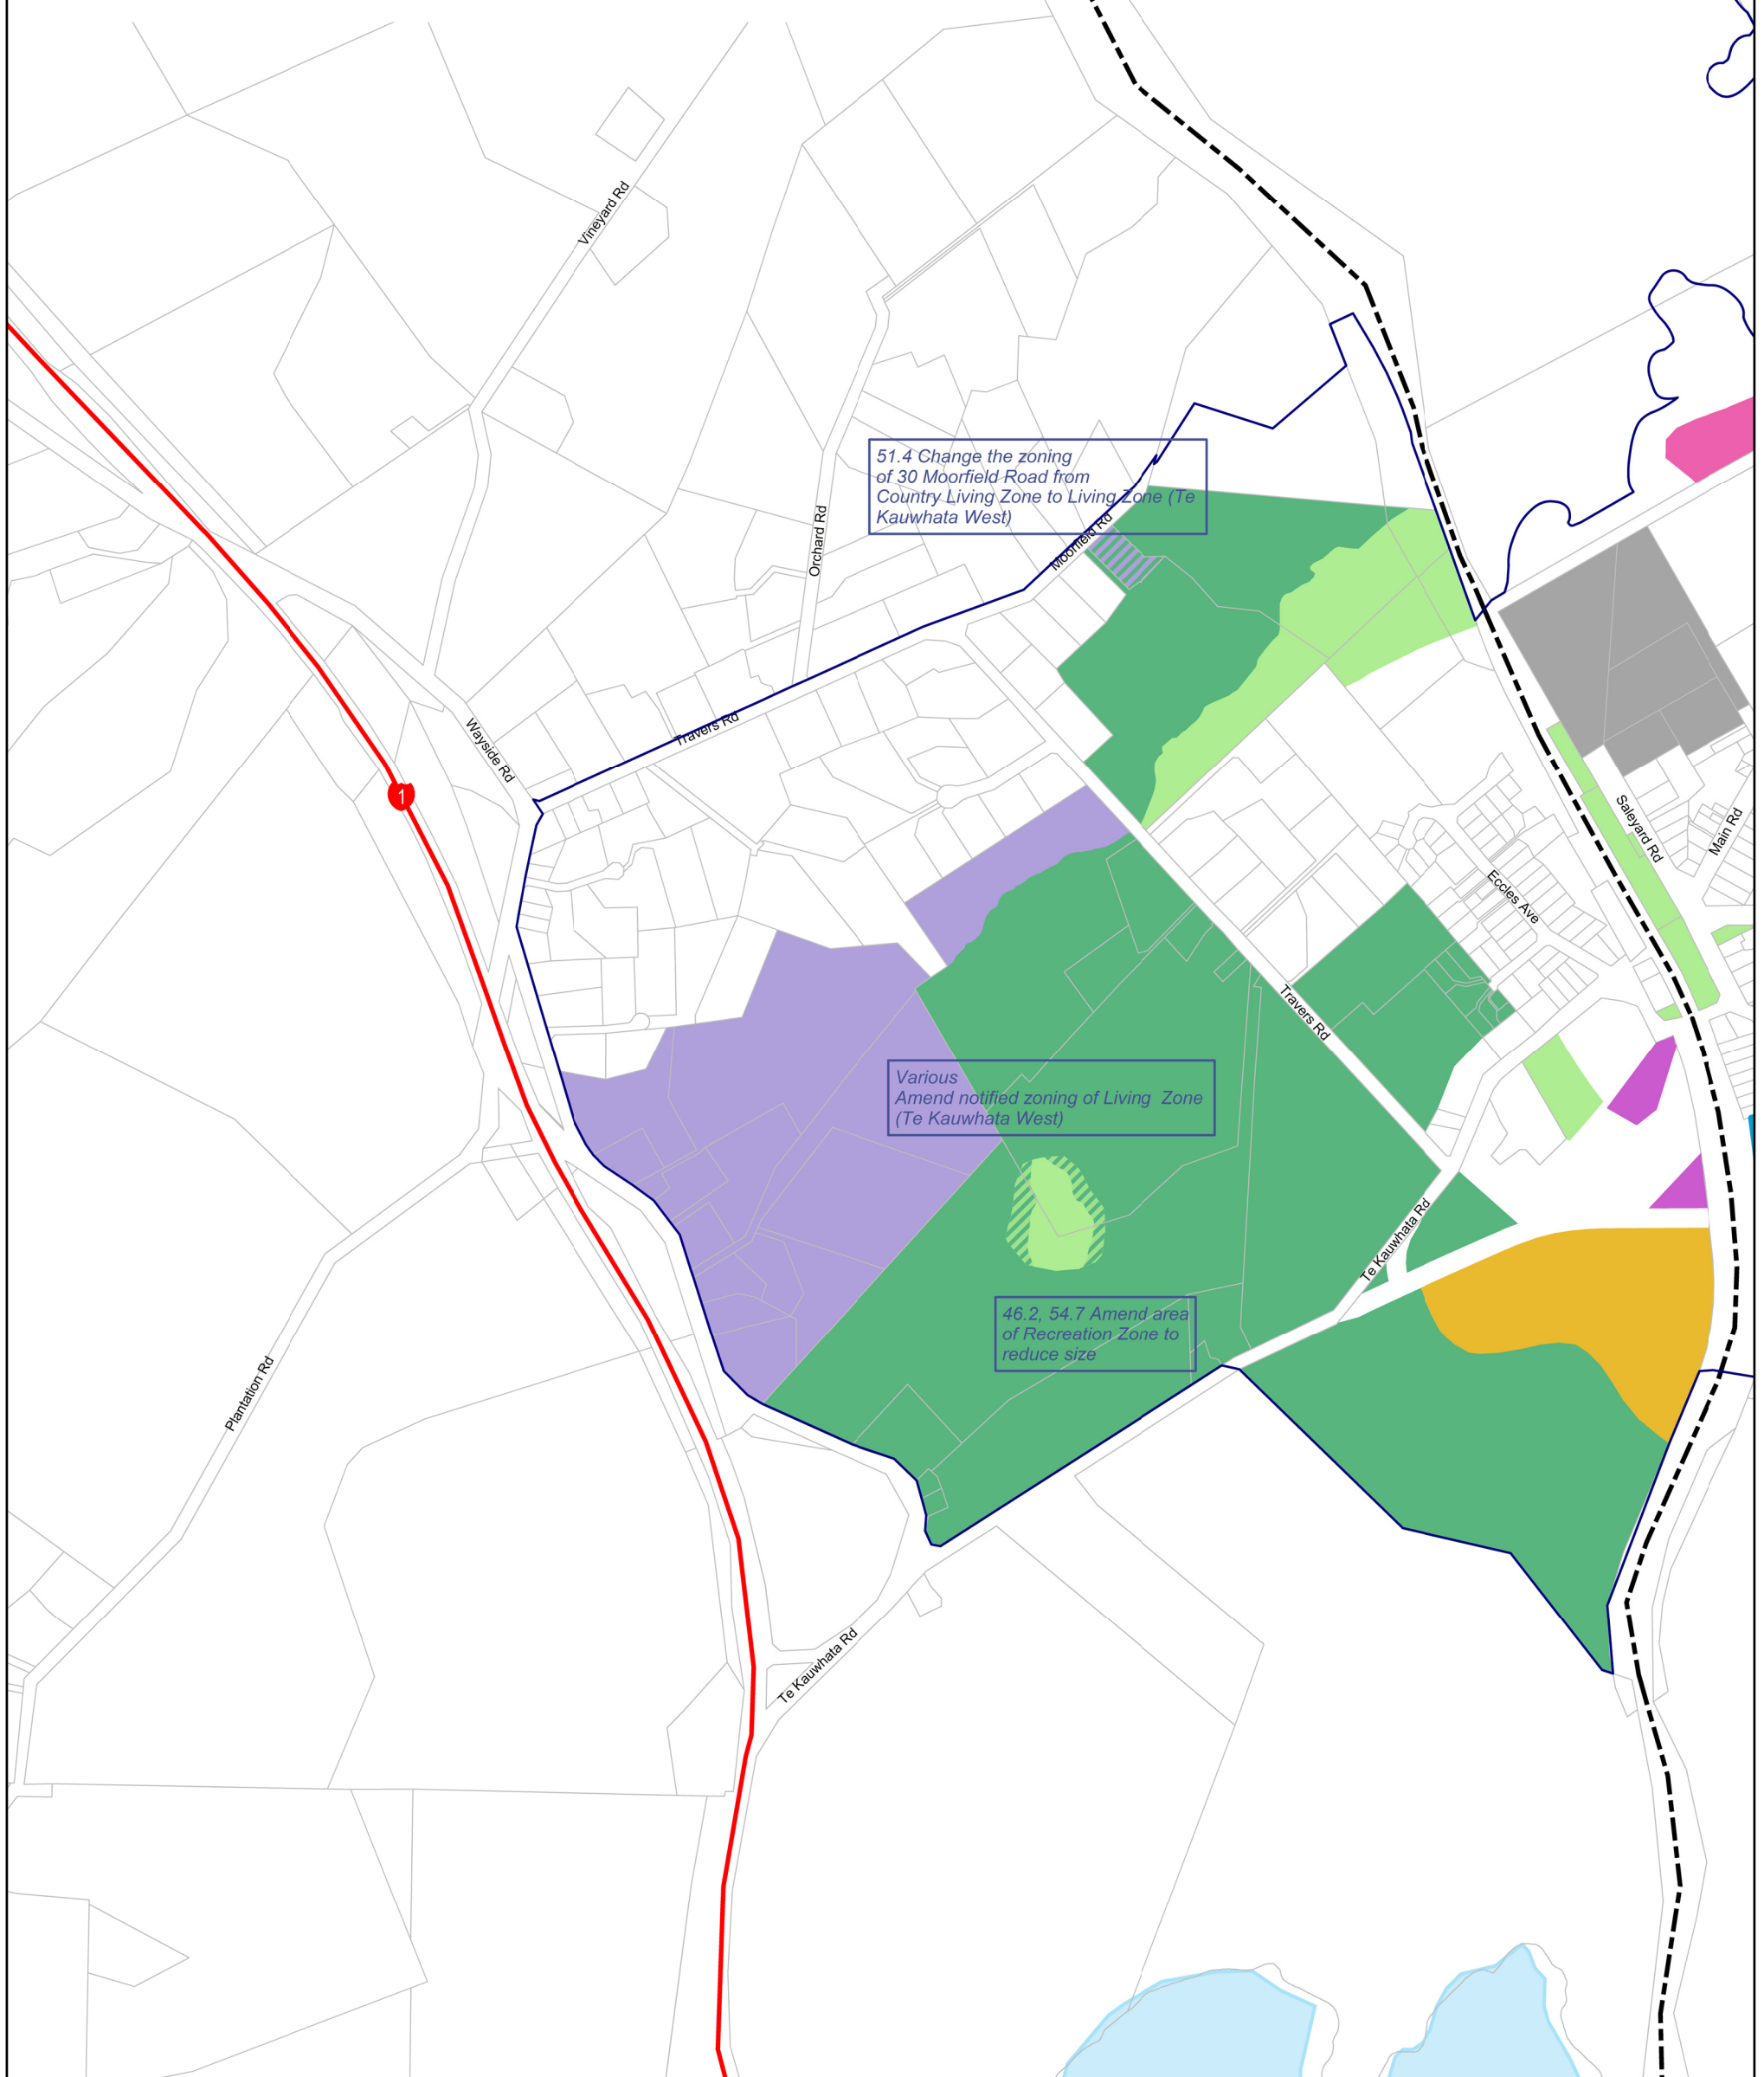 Vineyard Rd
51.4 Change the zoning
of 30 Moorfield Road from
Country Living Zone to Living Zone (Te
Kauwhata West)
Orchard Rd
Moorfield Rd
Travers Rd
Wayside Rd
1
Saleyard Rd
Main Rd
Eccles Ave
Travers Rd
Various
Amend notified zoning of Living Zone
(Te Kauwhata West)
Te Kauwhata Rd
46.2, 54.7 Amend area
of Recreation Zone to
reduce size
Plantation Rd
Te Kauwhata Rd